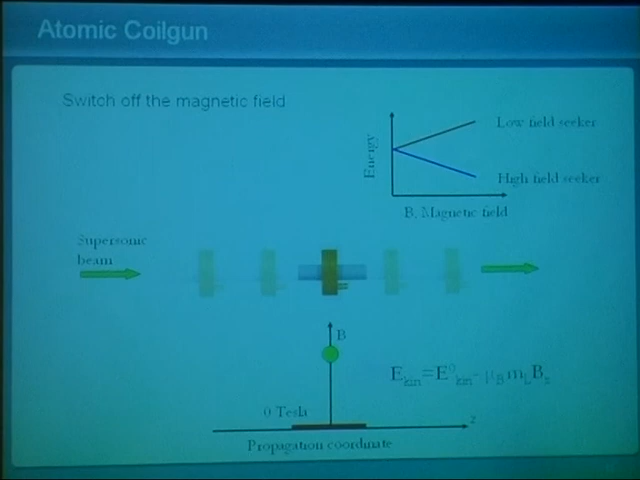 Atomic Coilgun
Switch off the magnetic field
Energy
Low field seeker
High field seeker
B, Magnetic field
Supersonic
beam
B
0 Tesla
z
Propagation coordinate